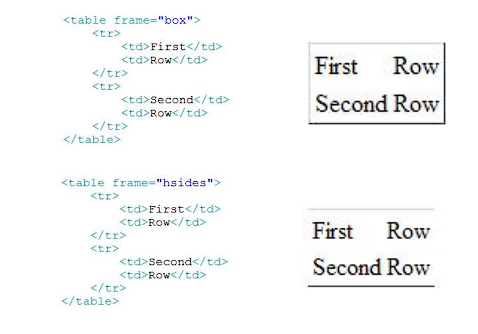 <table frame="box">
<tr>
<td>First</td>
<td>Row</td>
</tr>
<tr>
<td>Second</td>
<td>Row</td>
</tr>
</table>
First Row
Second Row
<table frame="hsides">
<tr>
<td>First</td>
<td>Row</td>
</tr>
<tr>
<td>Second</td>
<td>Row</td>
</tr>
</table>
First Row
Second Row